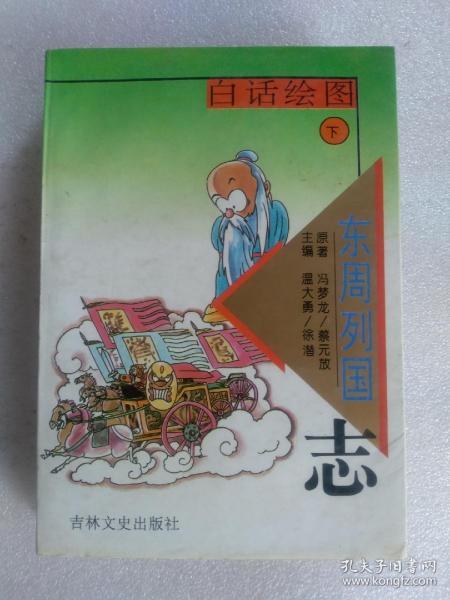 白话绘图
下
东周列国
志
原著 冯梦龙/蔡元放
主编 温大勇/徐潜
吉林文史出版社
孔夫子旧书网
www.kongfz.com